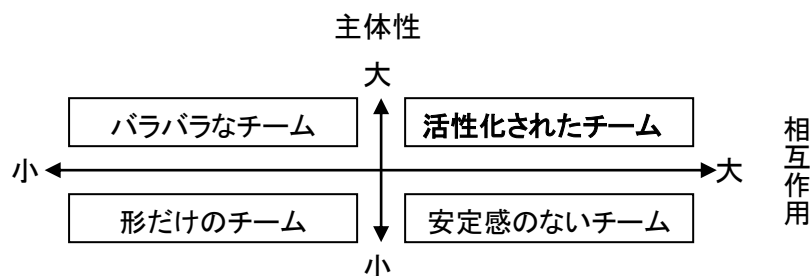 主体性
大
バラバラなチーム
活性化されたチーム
小
大
相互作用
形だけのチーム
安定感のないチーム
小